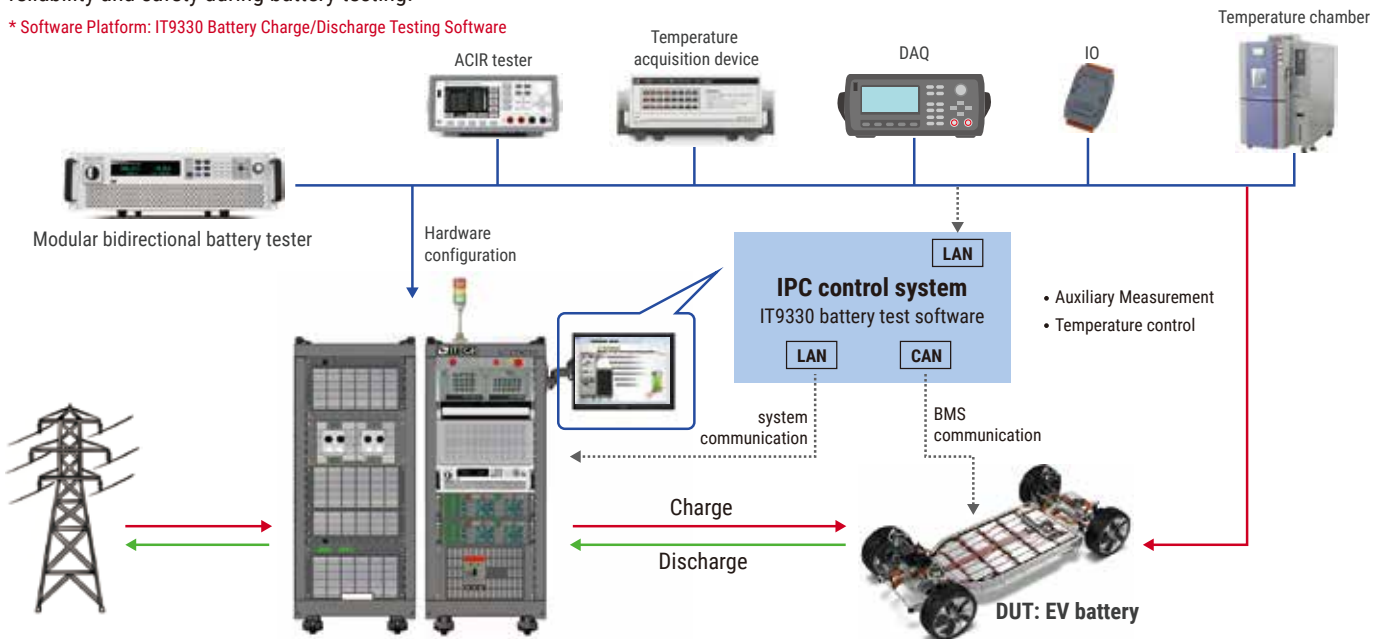 * Software Platform: IT9330 Battery Charge/Discharge Testing Software
Temperature chamber
ACIR tester
Temperature
acquisition device
DAQ
IO
Modular bidirectional battery tester
Hardware
configuration
LAN
IPC control system
IT9330 battery test software
LAN
CAN
• Auxiliary Measurement
• Temperature control
ITECH
system
communication
BMS
communication
Charge
Discharge
DUT: EV battery